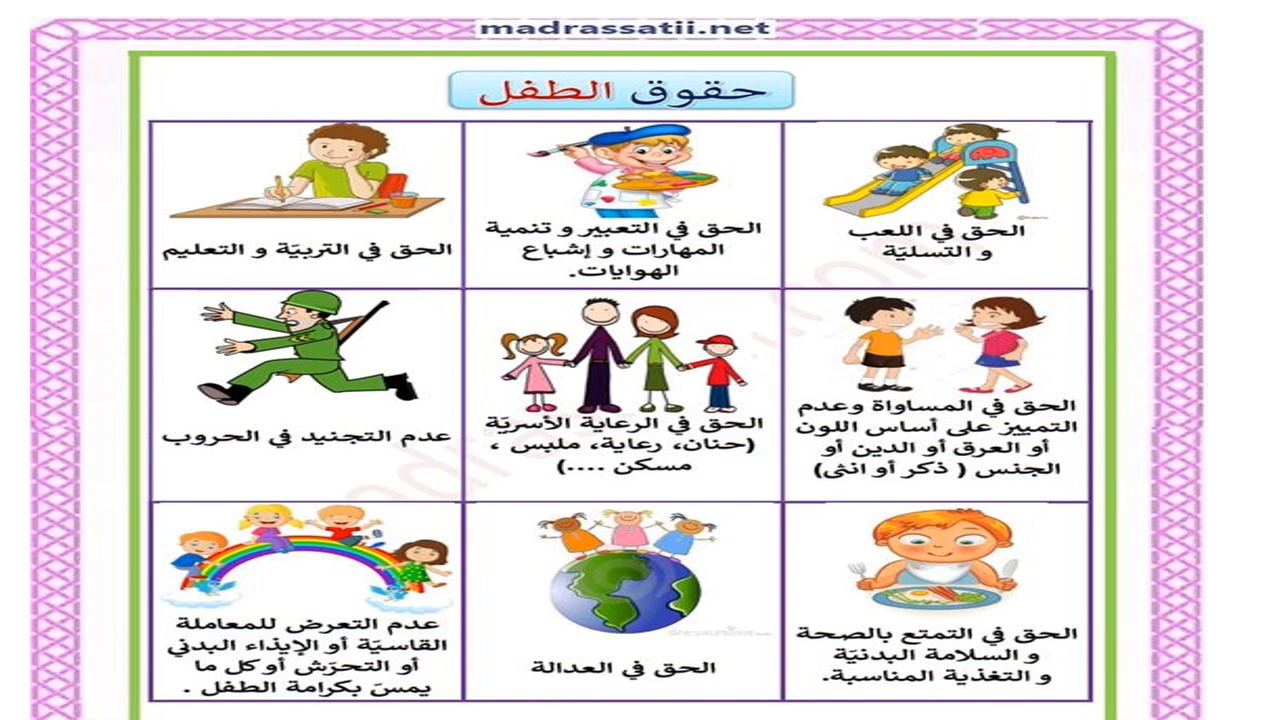 madrassatii.net
حقوق الطفل
الحق في اللعب
و التسليّة
الحق في التعبير و تنمية
المهارات و إشباع
الهوايات.
الحق في التربيّة و التعليم
الحق في المساواة وعدم
التمييز على أساس اللون
أو العرق أو الدين أو
الجنس ( ذكر أو انثى)
الحق في الرعاية الأسريّة
(حنان، رعاية، ملبس ،
مسكن ....)
عدم التجنيد في الحروب
الحق في التمتع بالصحة
و السلامة البدنيّة
و التغذية المناسبة.
الحق في العدالة
عدم التعرض للمعاملة
القاسيّة أو الإيذاء البدني
أو التحرّش أو كل ما
يمسّ بكرامة الطفل .